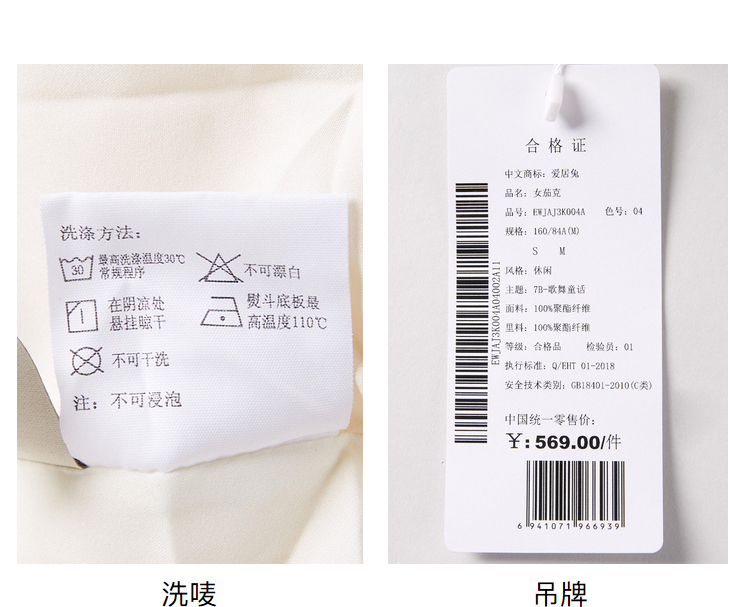 洗涤方法:
30
最高洗涤温度30℃
常规程序
不可漂白
在阴凉处
悬挂晾干
熨斗底板最
高温度110℃
不可干洗
注: 不可浸泡
洗唛
合格证
中文商标: 爱居兔
品名: 女茄克
品号: EWJAJ3K004A 色号: 04
规格: 160/84A(M)
S M
风格: 休闲
主题: 7B-歌舞童话
面料: 100%聚酯纤维
里料: 100%聚酯纤维
等级: 合格品 检验员: 01
执行标准: Q/EHT 01-2018
安全技术类别: GB18401-2010(C类)
中国统一零售价:
¥: 569.00/件
EWJAJ3K004A04002A11
6 941071 966939
吊牌